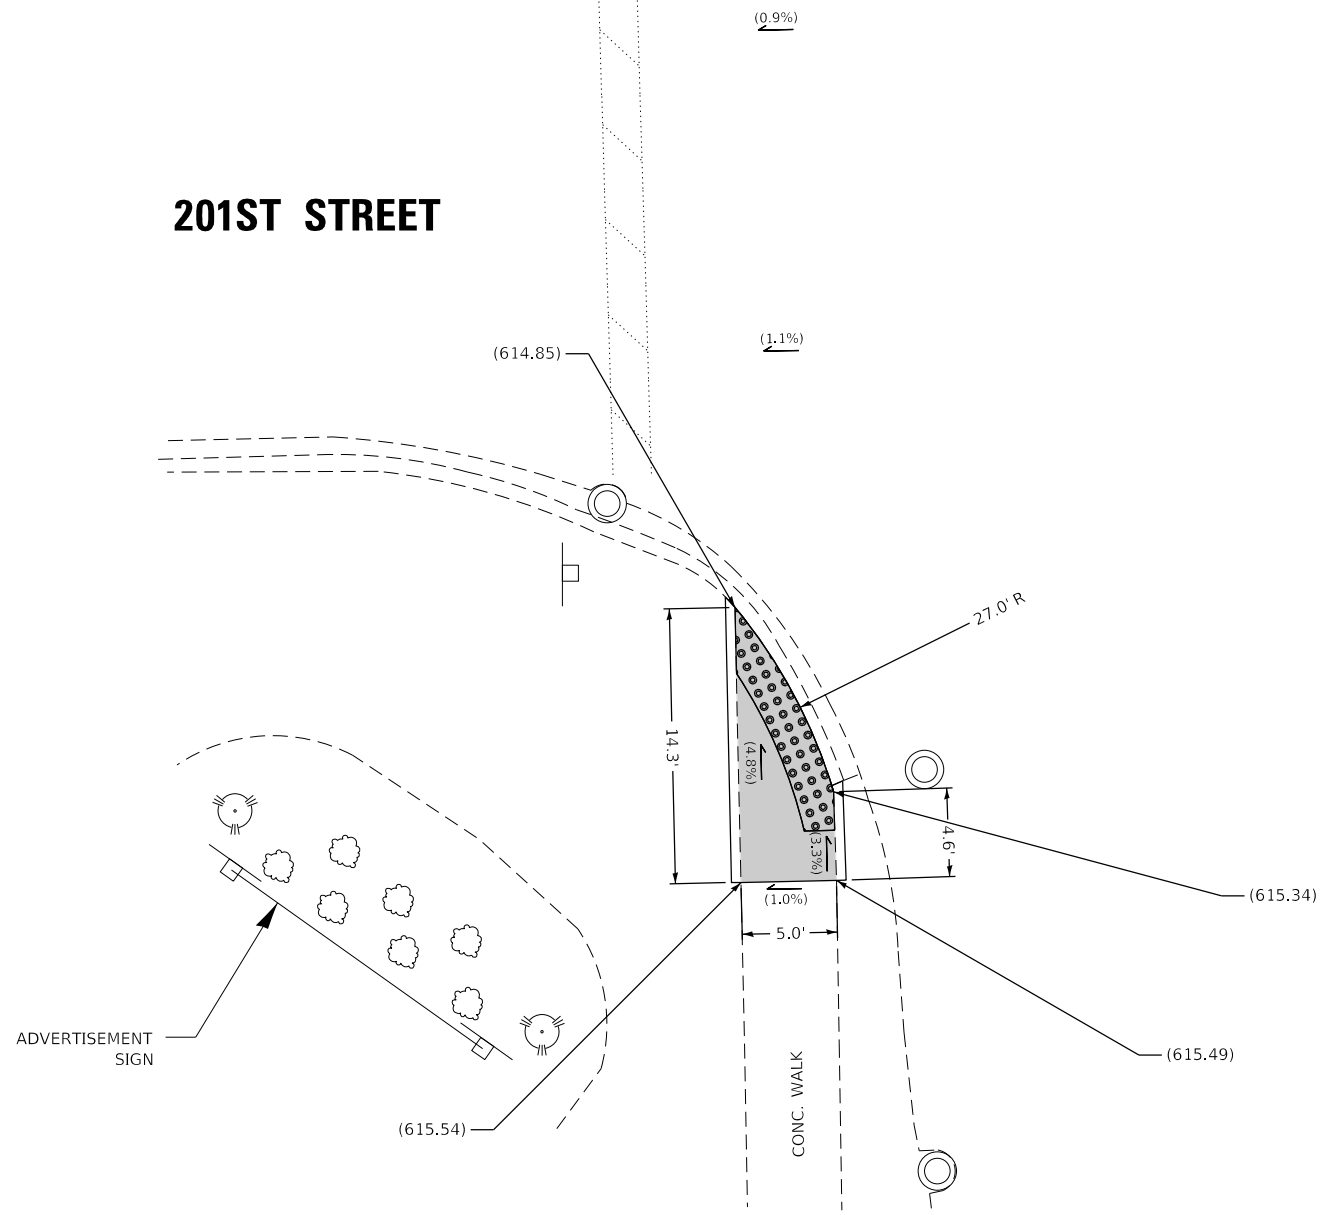 (0.9%)
201ST STREET
(1.1%)
(614.85)
27.0' R
14.3'
(4.8%)
(3.3%)
4.6'
(1.0%)
(615.34)
5.0'
ADVERTISEMENT
SIGN
(615.49)
CONC. WALK
(615.54)